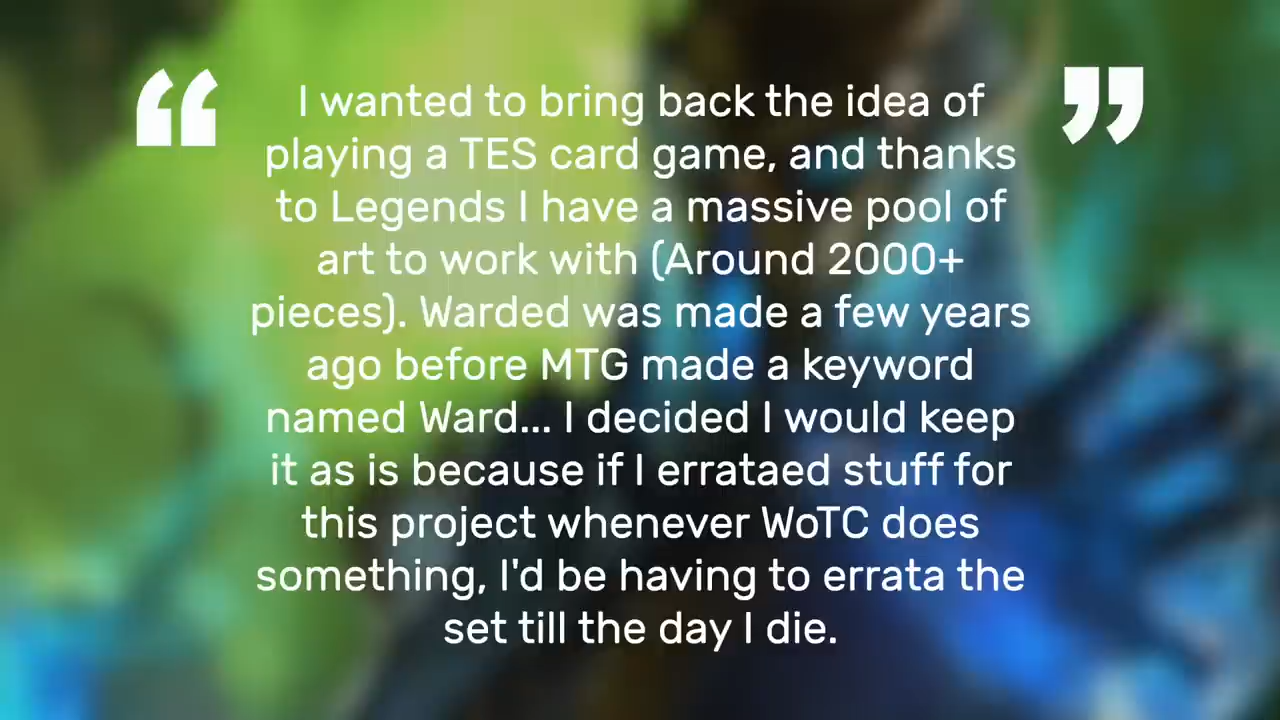 “ I wanted to bring back the idea of ”
playing a TES card game, and thanks
to Legends I have a massive pool of
art to work with (Around 2000+
pieces). Warded was made a few years
ago before MTG made a keyword
named Ward... I decided I would keep
it as is because if I errataed stuff for
this project whenever WoTC does
something, I'd be having to errata the
set till the day I die.